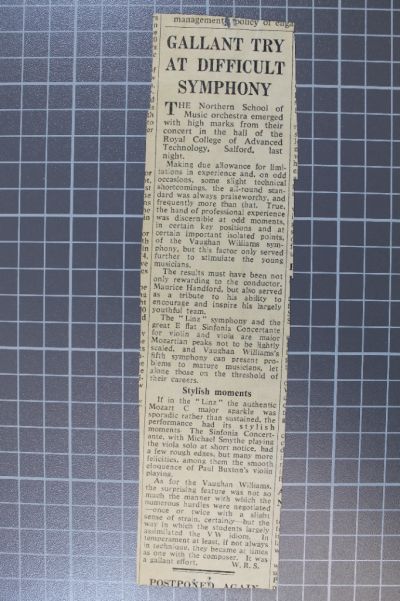 management policy of
GALLANT TRY
AT DIFFICULT
SYMPHONY
THE Northern School of
Music orchestra emerged
with high marks from their
concert in the hall of the
Royal College of Advanced
Technology, Salford, last
night.
Making due allowance for limi-
tations in experience and, on odd
occasions, some slight technical
shortcomings, the all-round stan-
dard was always praiseworthy, and
frequently more than that. True,
the hand of professional experience
was discernible at odd moments,
in certain key positions and at
certain important isolated points,
of the Vaughan Williams sym-
phony, but this factor only served
further to stimulate the young
musicians.
The results must have been not
only rewarding to the conductor,
Maurice Handford, but also served
as a tribute to his ability to
encourage and inspire his largely
youthful team.
The "Linz" symphony and the
great E flat Sinfonia Concertante
for violin and viola are major
Mozartian peaks not to be lightly
scaled, and Vaughan Williams's
fifth symphony can present pro-
blems to mature musicians, let
alone those on the threshold of
their careers.
Stylish moments
If in the "Linz" the authentic
Mozart C major sparkle was
sporadic rather than sustained, the
performance had its stylish
moments. The Sinfonia Concert-
ante, with Michael Smythe playing
the viola solo at short notice, had
a few rough edges, but many more
felicities, among them the smooth
eloquence of Paul Buxton's violin
playing.
As for the Vaughan Williams,
the surprising feature was not so
much the manner with which the
numerous hurdles were negotiated
—once or twice with a slight
sense of strain, certainly—but the
way in which the students largely
assimilated the VW idiom. In
temperament at least, if not always
in technique, they became at times
as one with the composer. It was
a gallant effort. W. R. S.
POSTPONED AGAIN